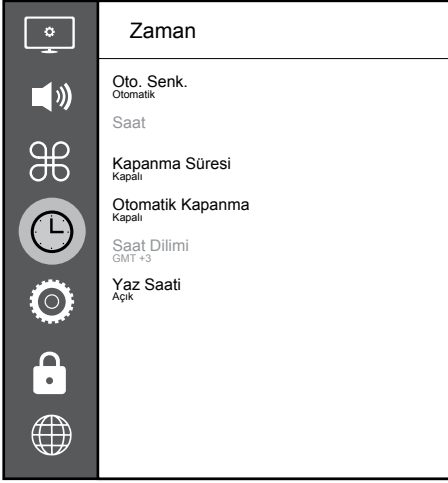 Zaman
Oto. Senk.
Otomatik
Saat
Kapanma Süresi
Kapalı
Otomatik Kapanma
Kapalı
Saat Dilimi
GMT +3
Yaz Saati
Açık